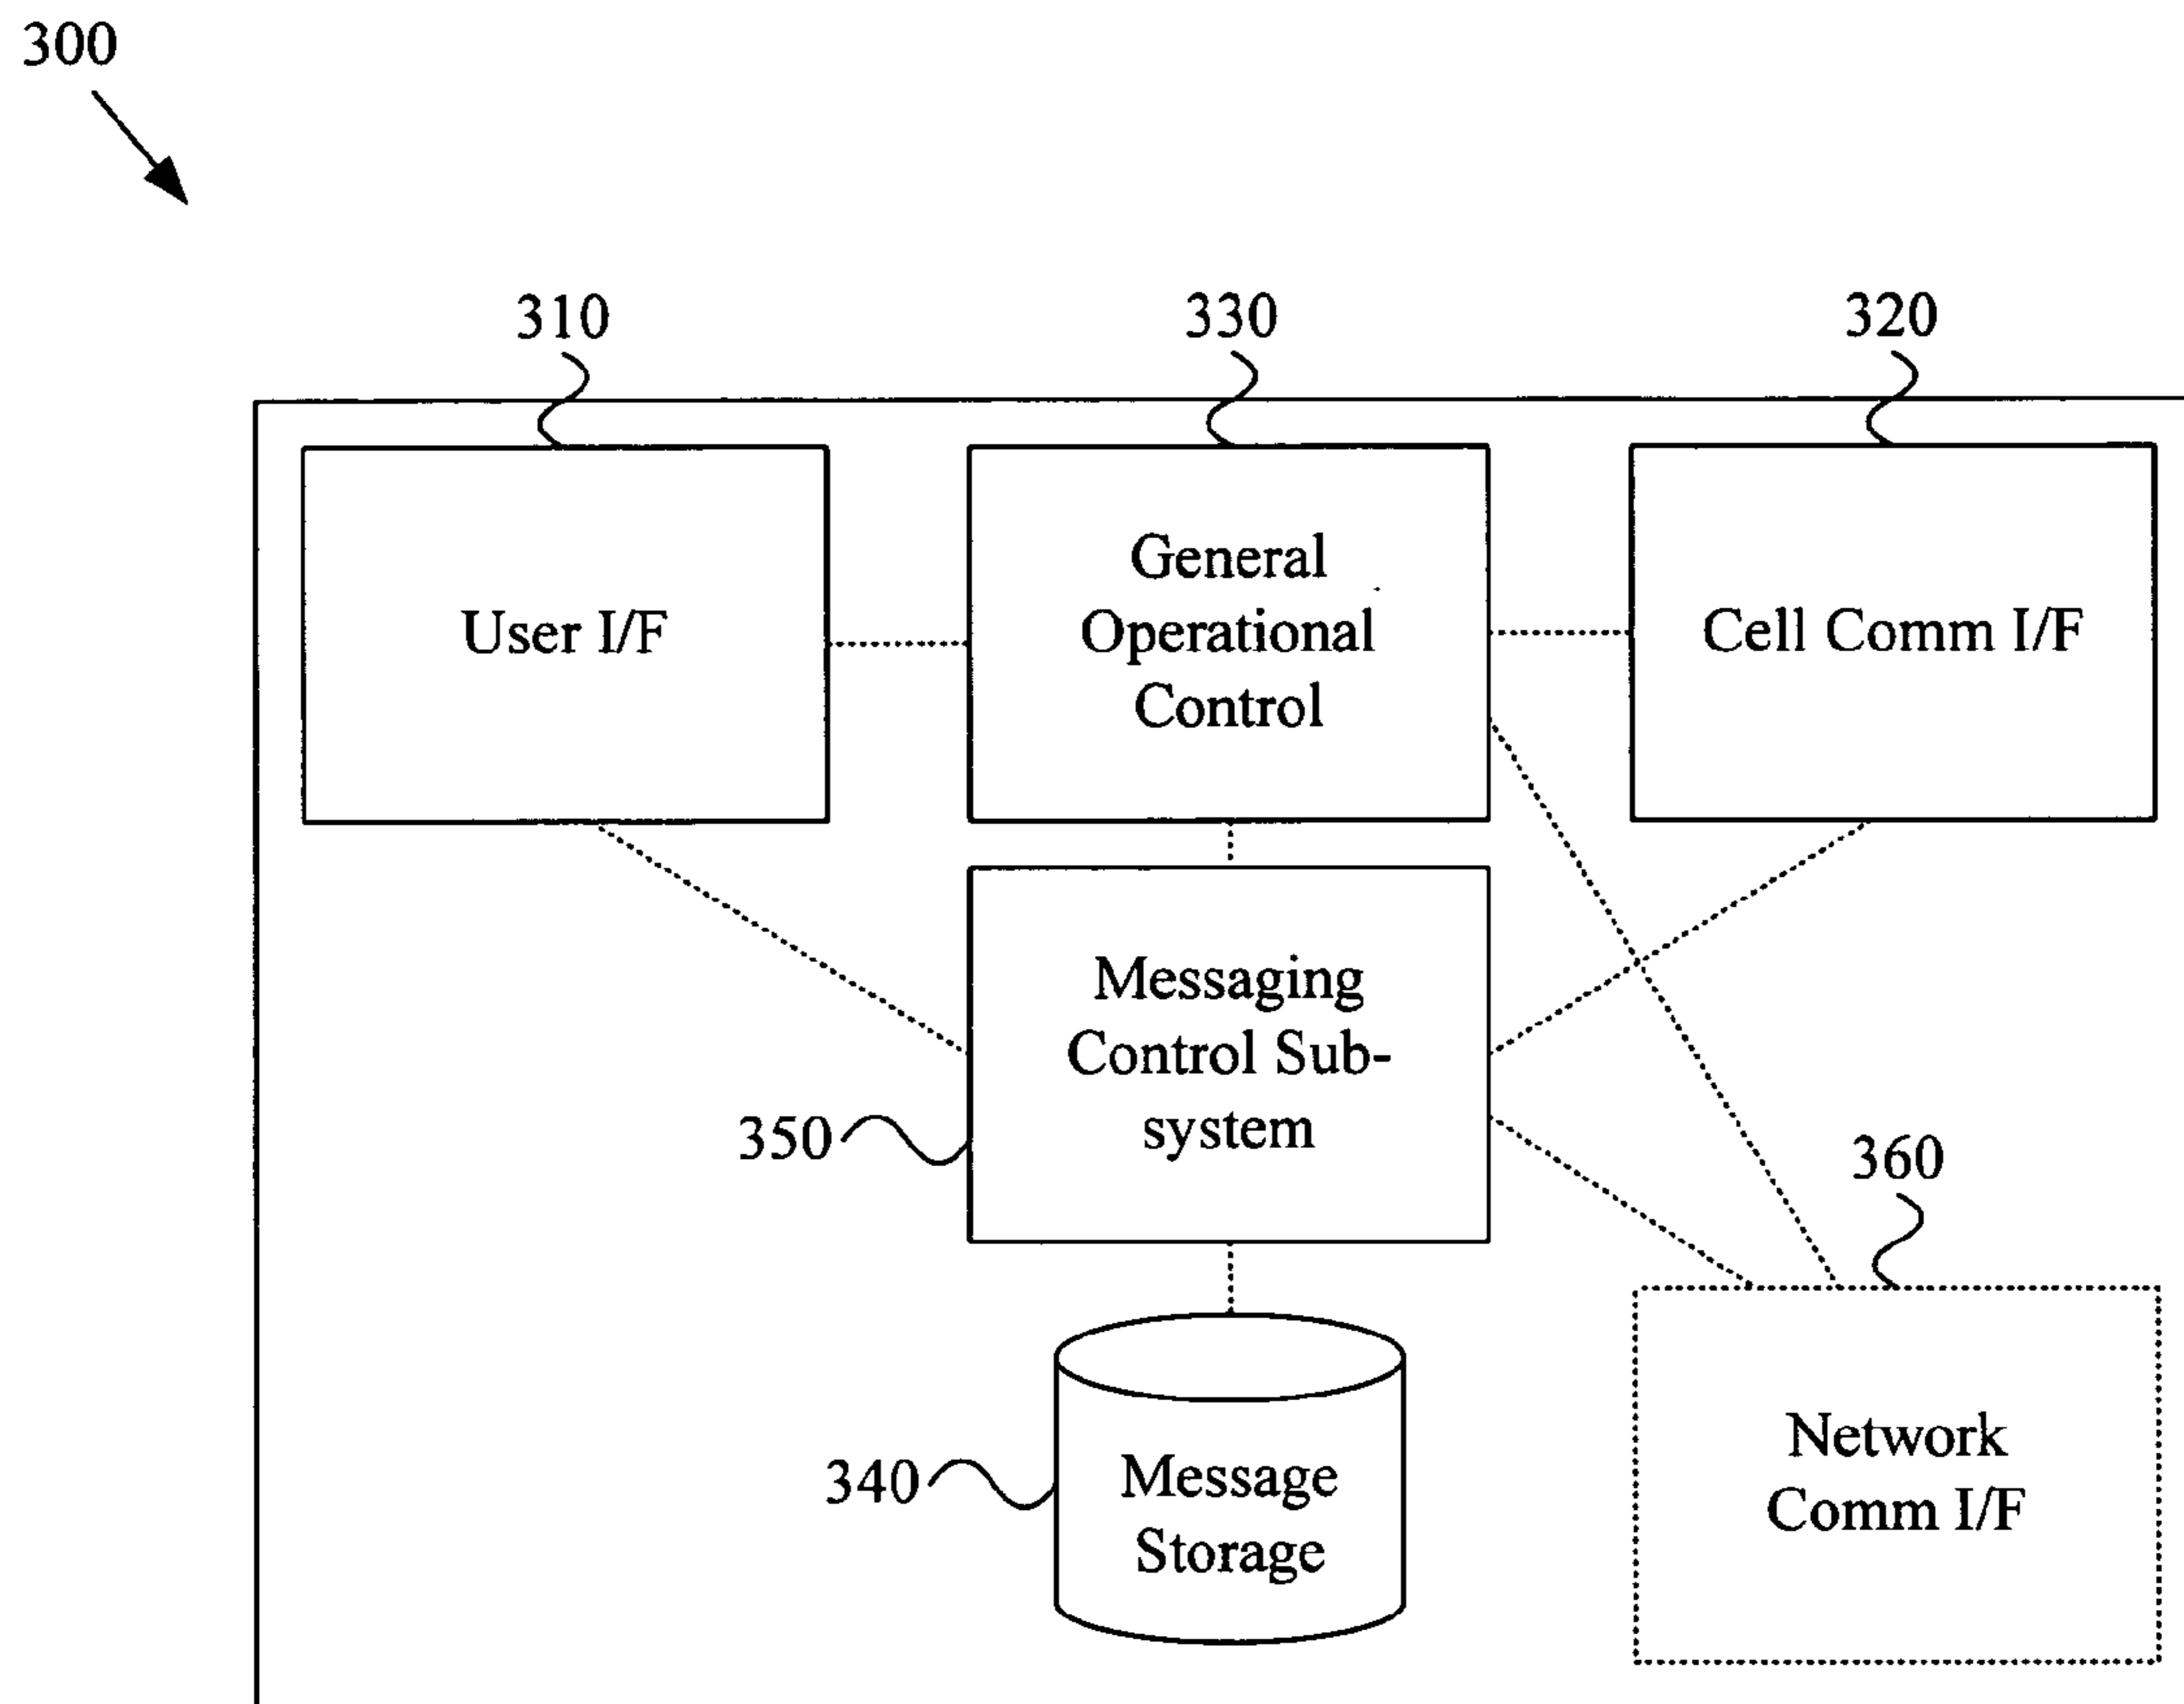 300
310
330
320
User I/F
General
Operational
Control
Cell Comm I/F
Messaging
Control Sub-
system
350
360
340
Message
Storage
Network
Comm I/F